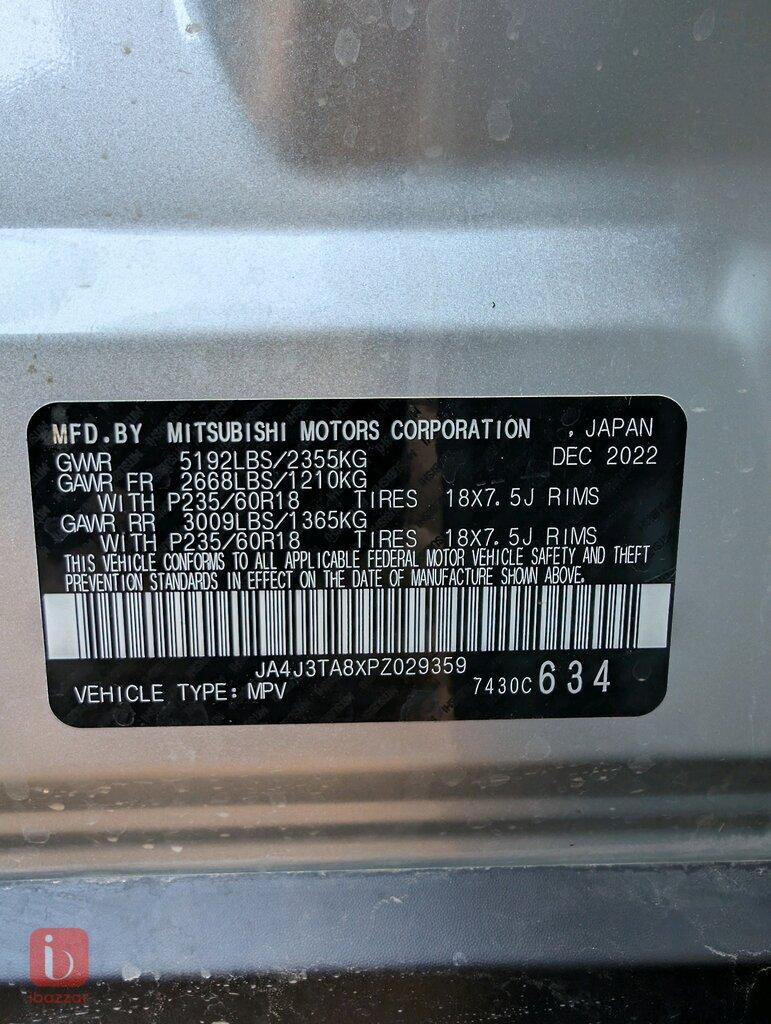 MFD.BY MITSUBISHI MOTORS CORPORATION , JAPAN
GVWR 5192LBS/2355KG DEC 2022
GAWR FR 2668LBS/1210KG
WITH P235/60R18 TIRES 18X7.5J RIMS
GAWR RR 3009LBS/1365KG
WITH P235/60R18 TIRES 18X7.5J RIMS
THIS VEHICLE CONFORMS TO ALL APPLICABLE FEDERAL MOTOR VEHICLE SAFETY AND THEFT
PREVENTION STANDARDS IN EFFECT ON THE DATE OF MANUFACTURE SHOWN ABOVE.
JA4J3TA8XPZ029359
VEHICLE TYPE: MPV 7430C 634
ibazzar